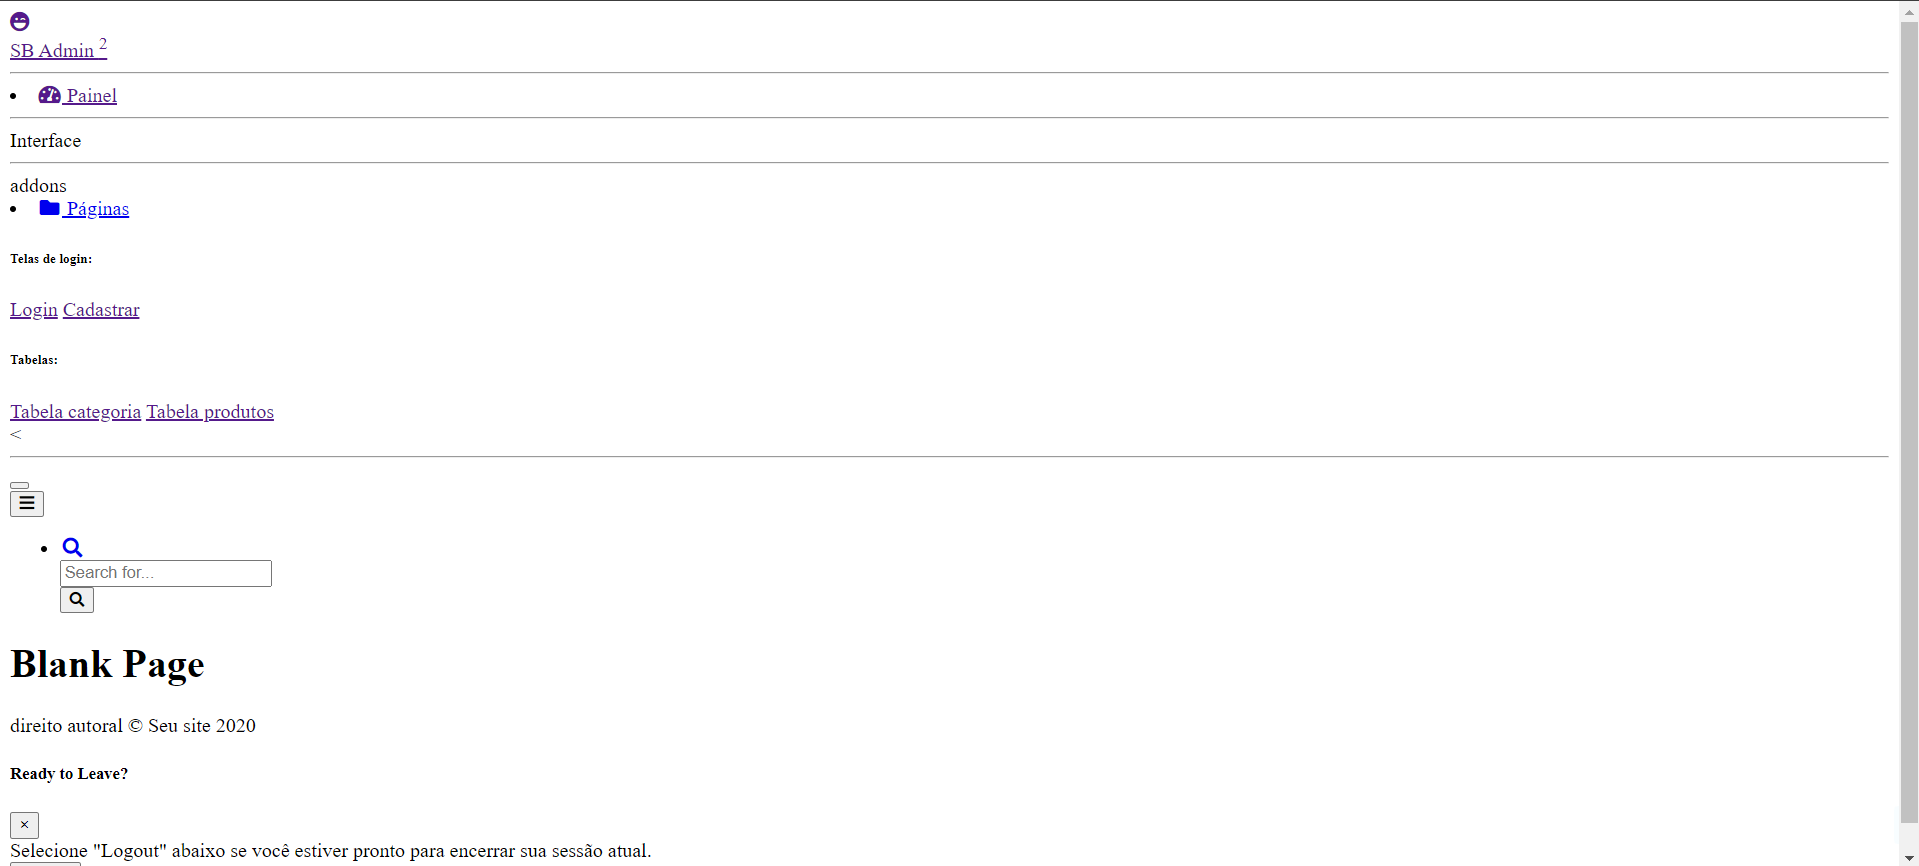 SB Admin 2
Painel
Interface
addons
Páginas
Telas de login:
Login Cadastrar
Tabelas:
Tabela categoria Tabela produtos
<
Search for...
Blank Page
direito autoral © Seu site 2020
Ready to Leave?
×
Selecione "Logout" abaixo se você estiver pronto para encerrar sua sessão atual.